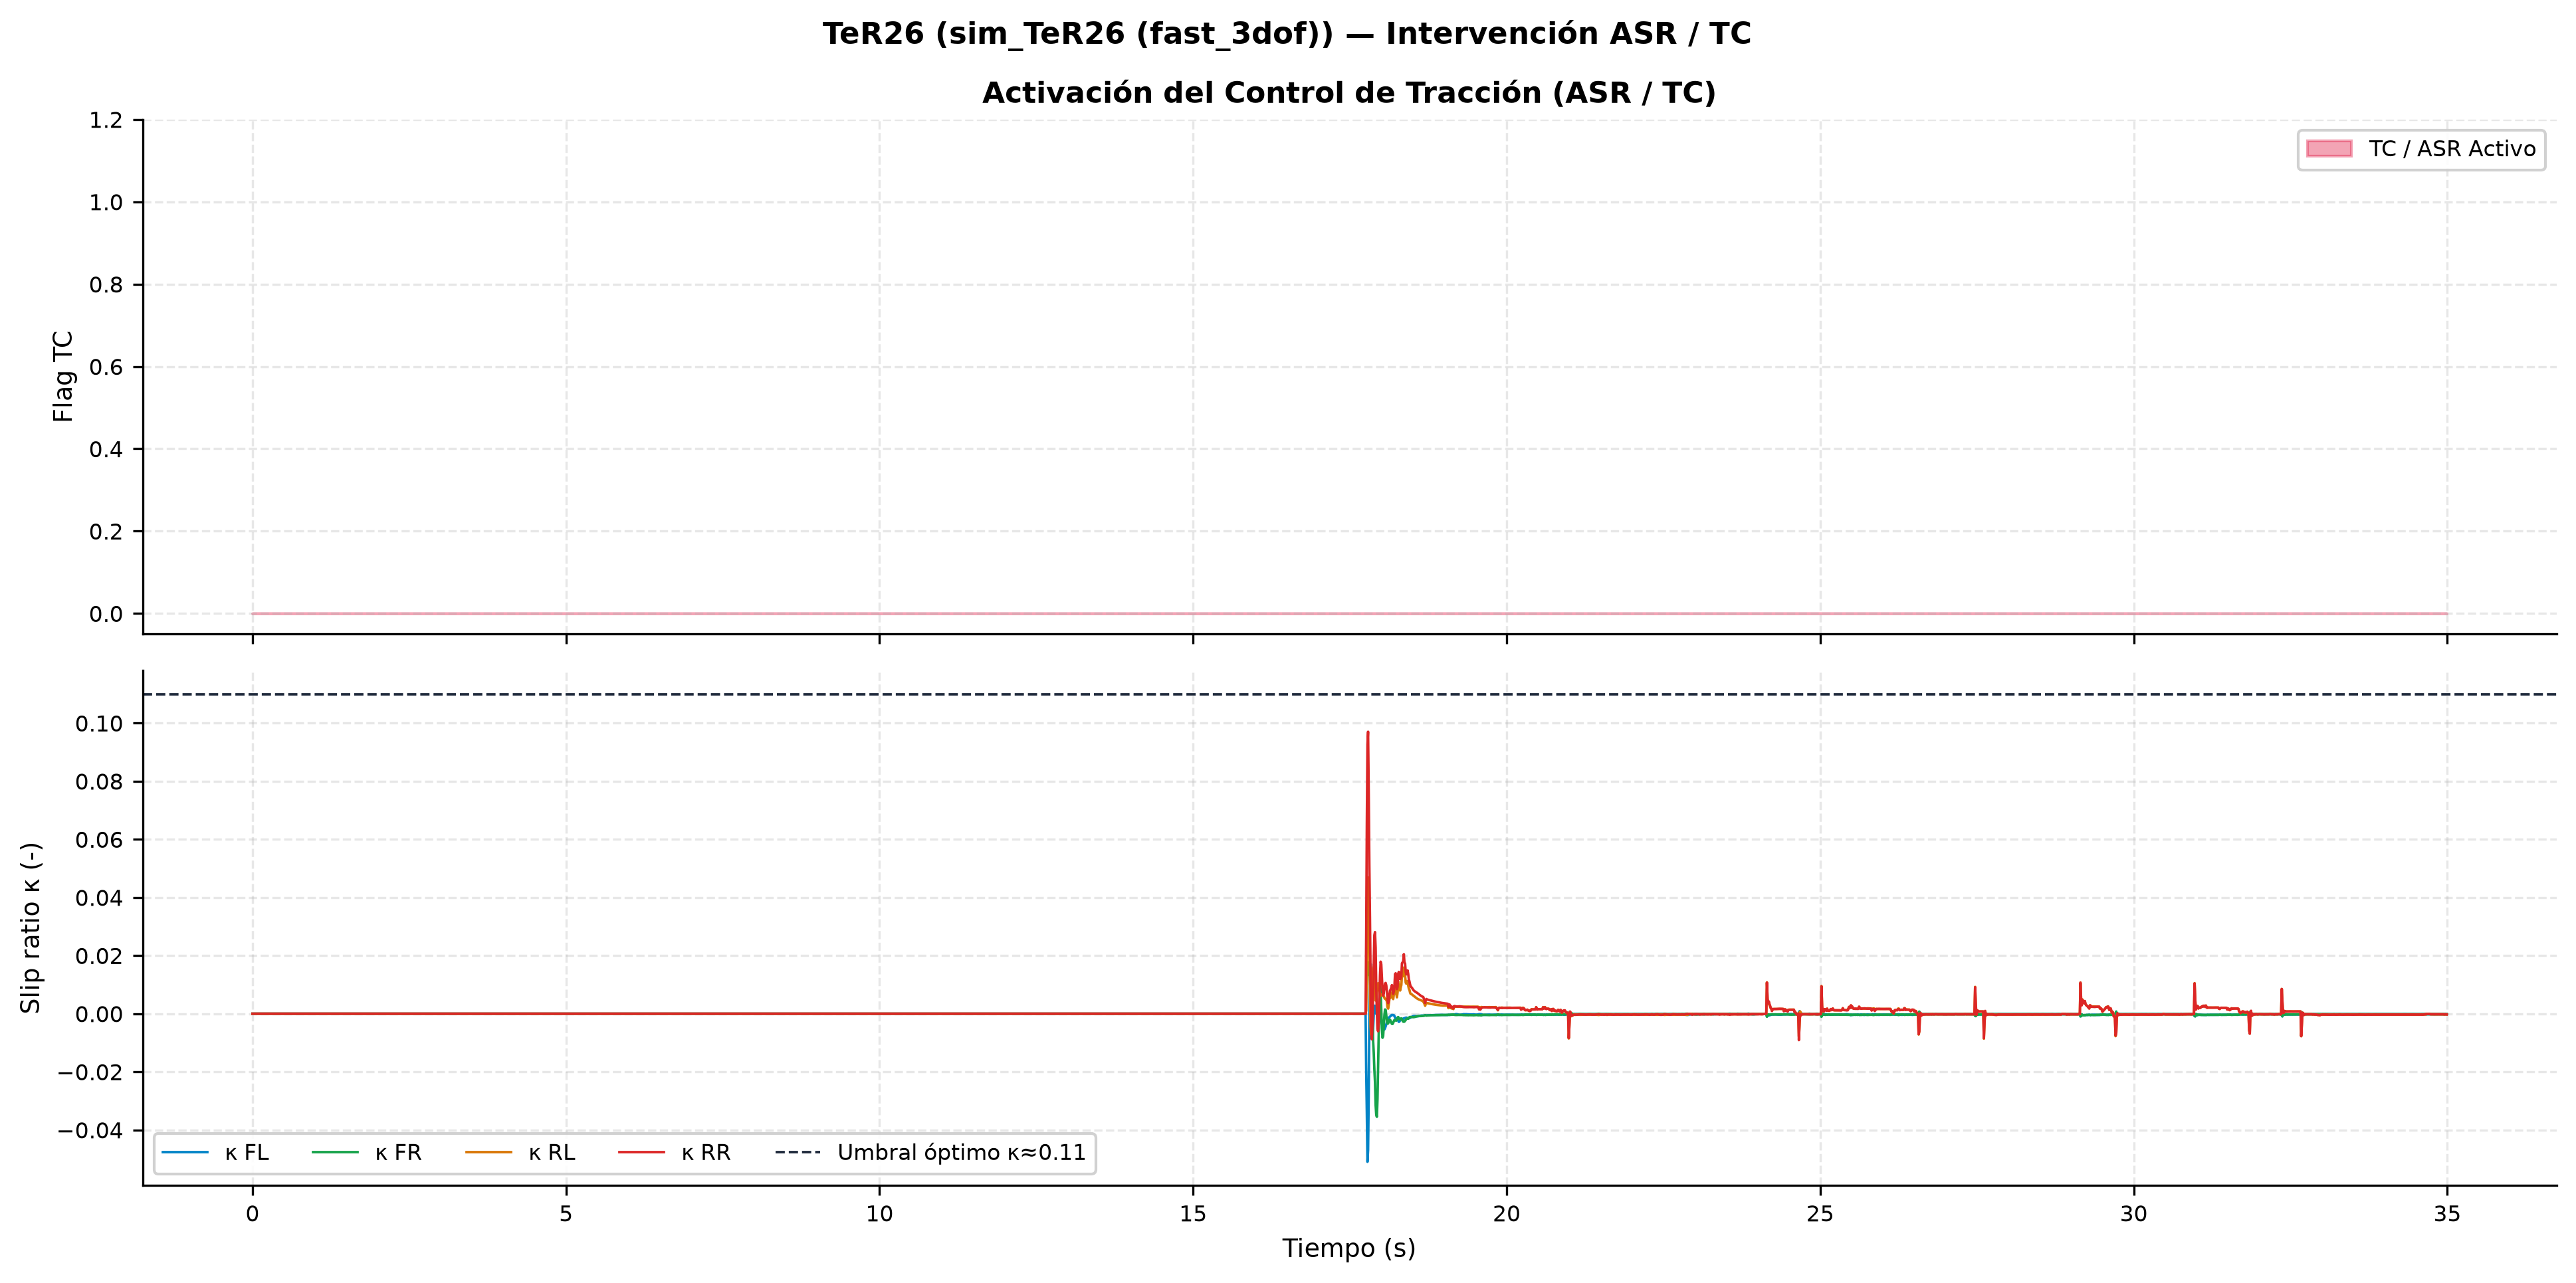 TeR26 (sim_TeR26 (fast_3dof)) — Intervención ASR / TC
Activación del Control de Tracción (ASR / TC)
1.2
1.0
0.8
0.6
0.4
0.2
0.0
Flag TC
TC / ASR Activo
0.10
0.08
0.06
0.04
0.02
0.00
−0.02
−0.04
Slip ratio κ (-)
κ FL
κ FR
κ RL
κ RR
Umbral óptimo κ≈0.11
0
5
10
15
20
25
30
35
Tiempo (s)